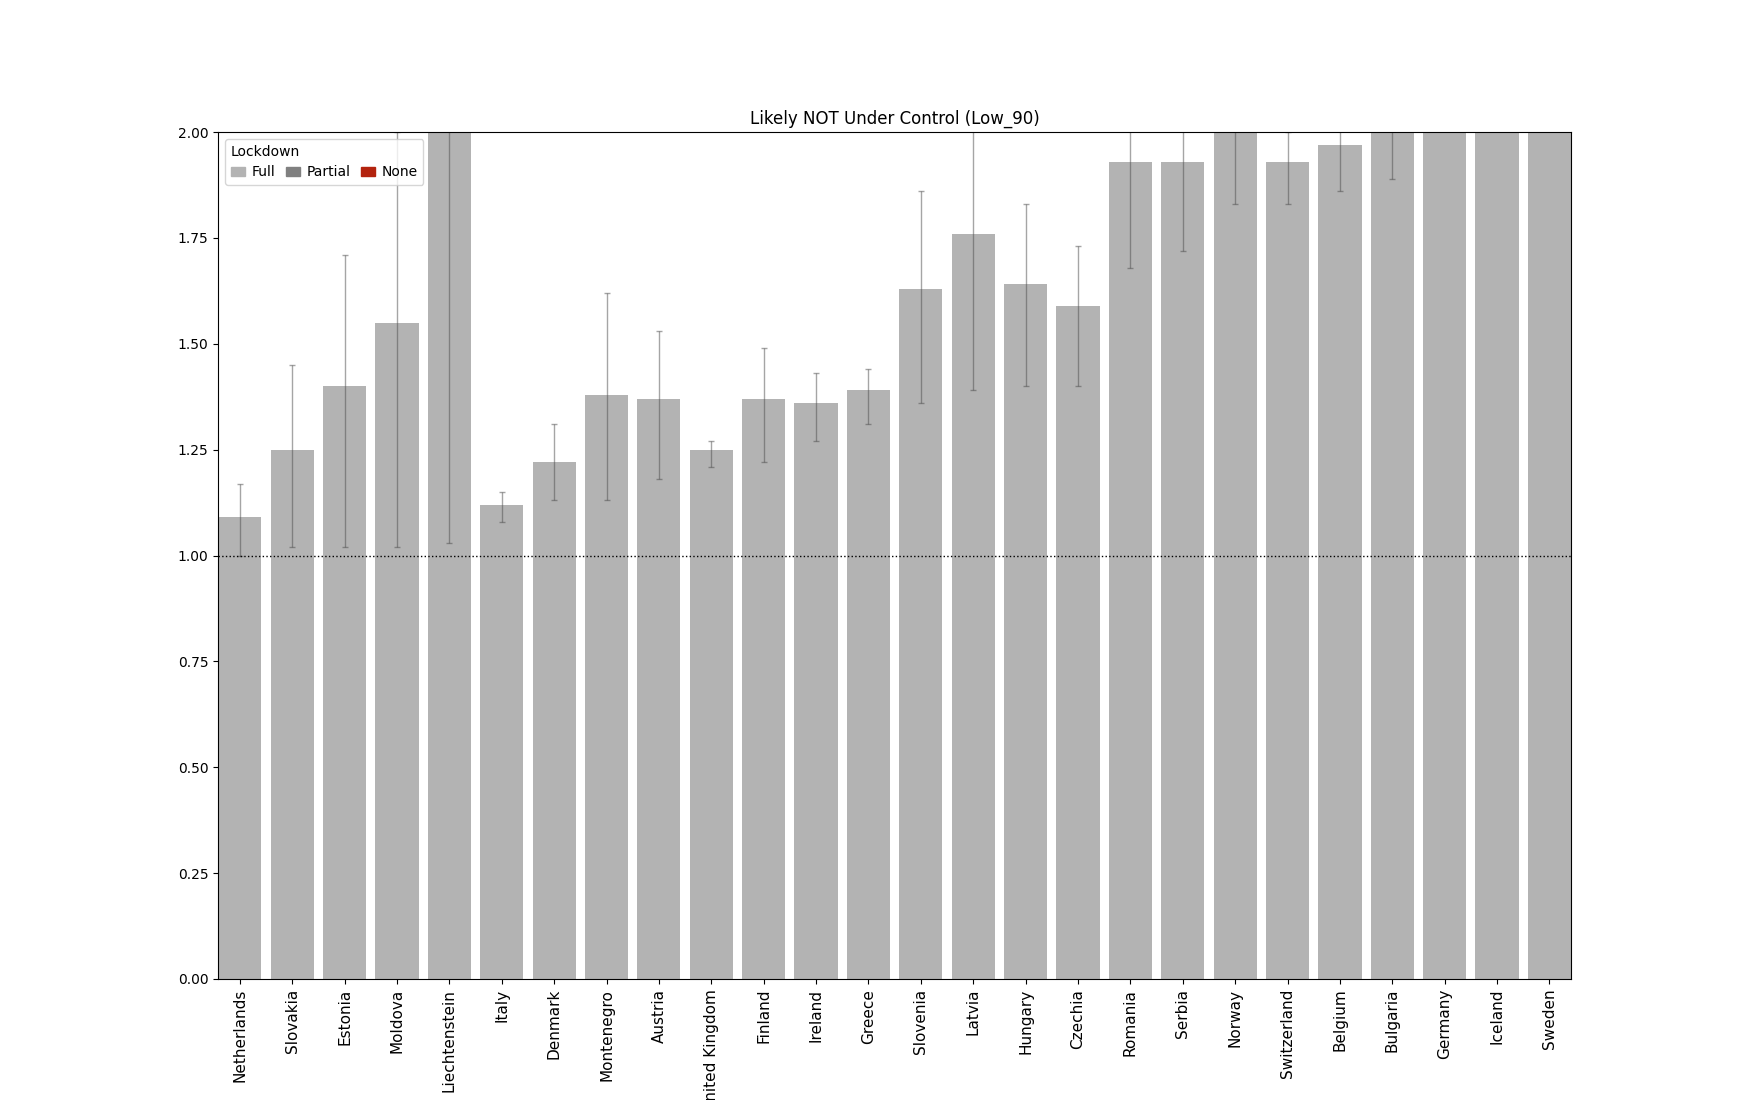 Likely NOT Under Control (Low_90)
Lockdown
Full Partial None
2.00
1.75
1.50
1.25
1.00
0.75
0.50
0.25
0.00
Netherlands
Slovakia
Estonia
Moldova
Liechtenstein
Italy
Denmark
Montenegro
Austria
nited Kingdom
Finland
Ireland
Greece
Slovenia
Latvia
Hungary
Czechia
Romania
Serbia
Norway
Switzerland
Belgium
Bulgaria
Germany
Iceland
Sweden